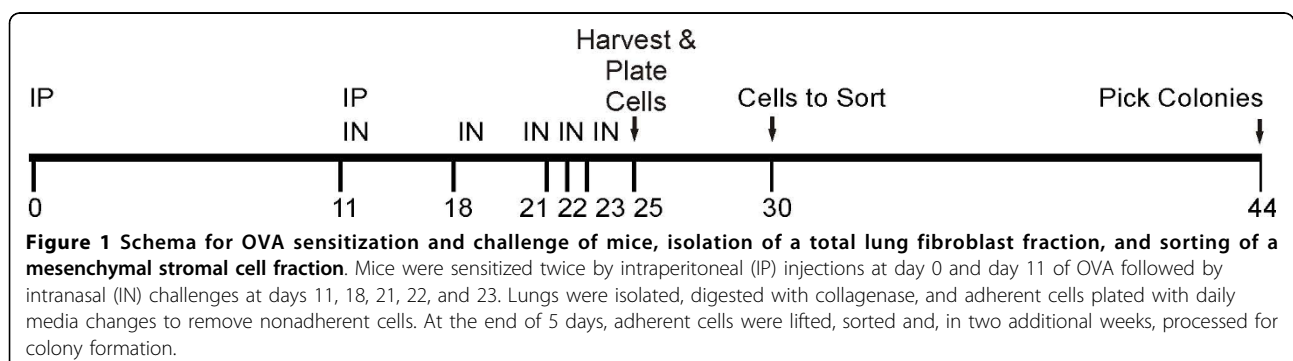 Harvest &
Plate
IP IP Cells Cells to Sort Pick Colonies
IN IN IN IN IN
0 11 18 21 22 23 25 30 44
Figure 1 Schema for OVA sensitization and challenge of mice, isolation of a total lung fibroblast fraction, and sorting of a
mesenchymal stromal cell fraction. Mice were sensitized twice by intraperitoneal (IP) injections at day 0 and day 11 of OVA followed by
intranasal (IN) challenges at days 11, 18, 21, 22, and 23. Lungs were isolated, digested with collagenase, and adherent cells plated with daily
media changes to remove nonadherent cells. At the end of 5 days, adherent cells were lifted, sorted and, in two additional weeks, processed for
colony formation.